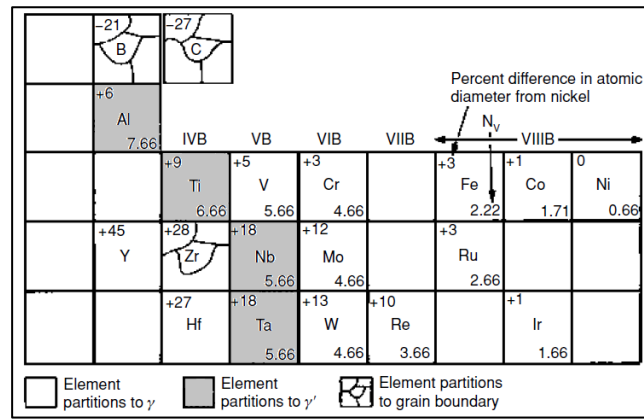 −21 −27
B C
+6 Percent difference in atomic
Al diameter from nickel
7.66 IVB VB VIB VIIB Nv VIIIB
+9 +5 +3 +3 +1 0
Ti V Cr Fe Co Ni
6.66 5.66 4.66 2.22 1.71 0.66
+45 +28 +18 +12 +3
Y Zr Nb Mo Ru
5.66 4.66 2.66
+27 +18 +13 +10 +1
Hf Ta W Re Ir
5.66 4.66 3.66 1.66
Element Element Element partitions
partitions to γ partitions to γ′ to grain boundary